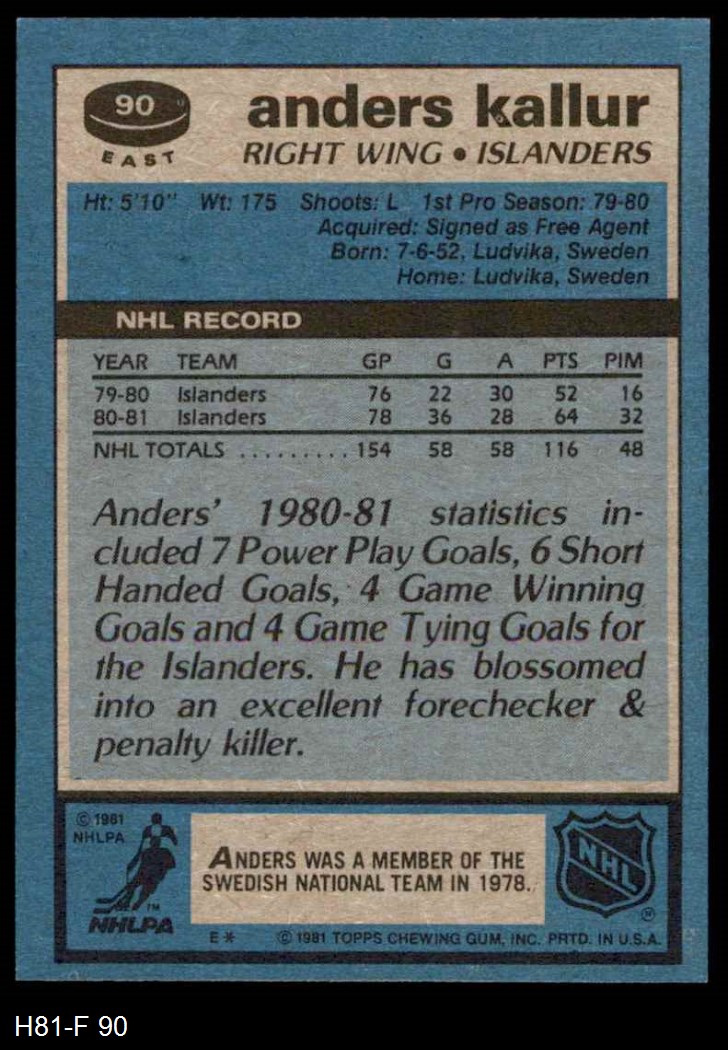 90
EAST
anders kallur
RIGHT WING • ISLANDERS
Ht: 5'10" Wt: 175 Shoots: L 1st Pro Season: 79-80
Acquired: Signed as Free Agent
Born: 7-6-52, Ludvika, Sweden
Home: Ludvika, Sweden
NHL RECORD
YEAR TEAM GP G A PTS PIM
79-80 Islanders 76 22 30 52 16
80-81 Islanders 78 36 28 64 32
NHL TOTALS ......... 154 58 58 116 48
Anders' 1980-81 statistics in-
cluded 7 Power Play Goals, 6 Short
Handed Goals, 4 Game Winning
Goals and 4 Game Tying Goals for
the Islanders. He has blossomed
into an excellent forechecker &
penalty killer.
© 1981
NHLPA
TM
NHLPA
ANDERS WAS A MEMBER OF THE
SWEDISH NATIONAL TEAM IN 1978.
NHL
E* © 1981 TOPPS CHEWING GUM, INC. PRTD. IN U.S.A.
H81-F 90